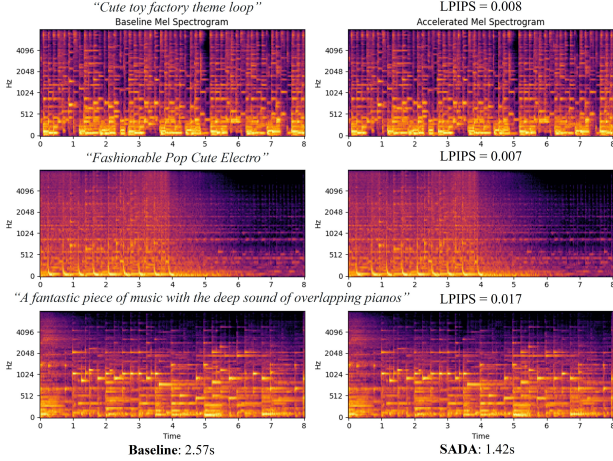 “Cute toy factory theme loop” LPIPS = 0.008
Baseline Mel Spectrogram Accelerated Mel Spectrogram
4096 4096
2048 2048
Hz 1024 Hz 1024
512 512
0 0
0 1 2 3 4 5 6 7 8 0 1 2 3 4 5 6 7 8
“Fashionable Pop Cute Electro” LPIPS = 0.007
4096 4096
2048 2048
Hz 1024 Hz 1024
512 512
0 0
0 1 2 3 4 5 6 7 8 0 1 2 3 4 5 6 7 8
“A fantastic piece of music with the deep sound of overlapping pianos” LPIPS = 0.017
4096 4096
2048 2048
Hz 1024 Hz 1024
512 512
0 0
0 1 2 3 4 5 6 7 8 0 1 2 3 4 5 6 7 8
Time Time
Baseline: 2.57s SADA: 1.42s